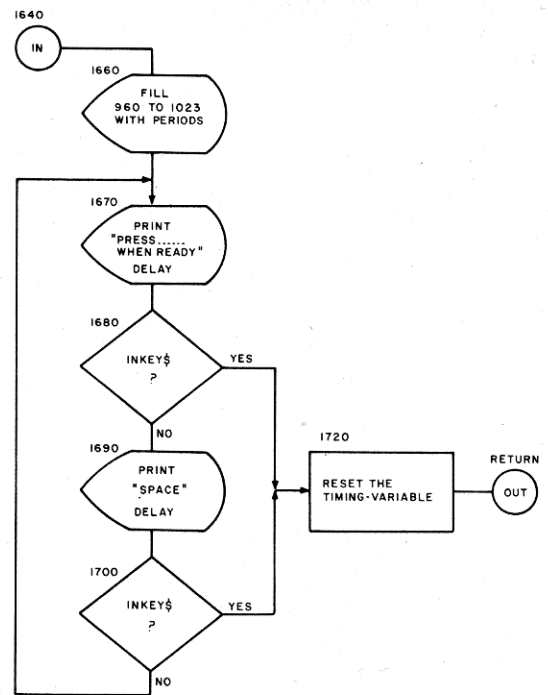 1640
IN
1660
FILL
960 TO 1023
WITH PERIODS
1670
PRINT
"PRESS......
WHEN READY"
DELAY
1680
INKEY$
?
YES
NO
1690
PRINT
"SPACE"
DELAY
1700
INKEY$
?
YES
NO
1720
RESET THE
TIMING-VARIABLE
RETURN
OUT